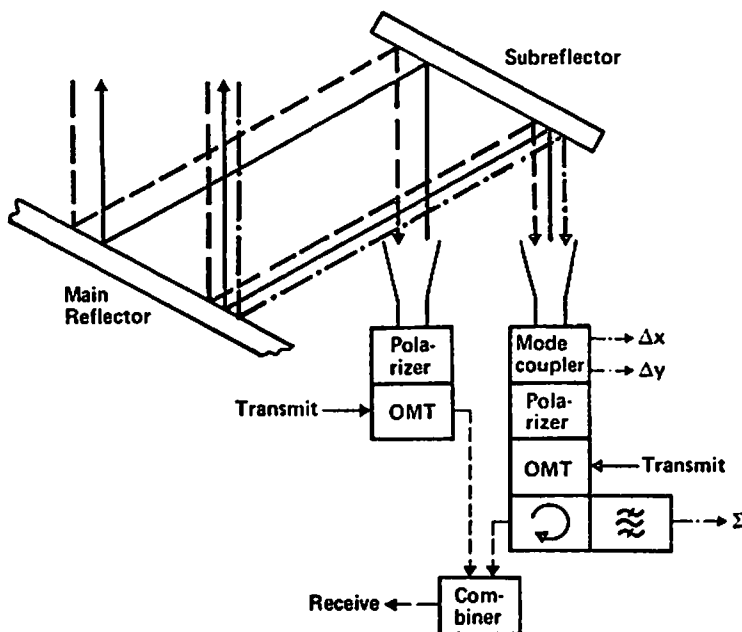 Subreflector
Main
Reflector
Pola-
rizer
Mode
coupler
Δx
Δy
Transmit
OMT
Pola-
rizer
OMT
Transmit
Σ
Receive
Com-
biner